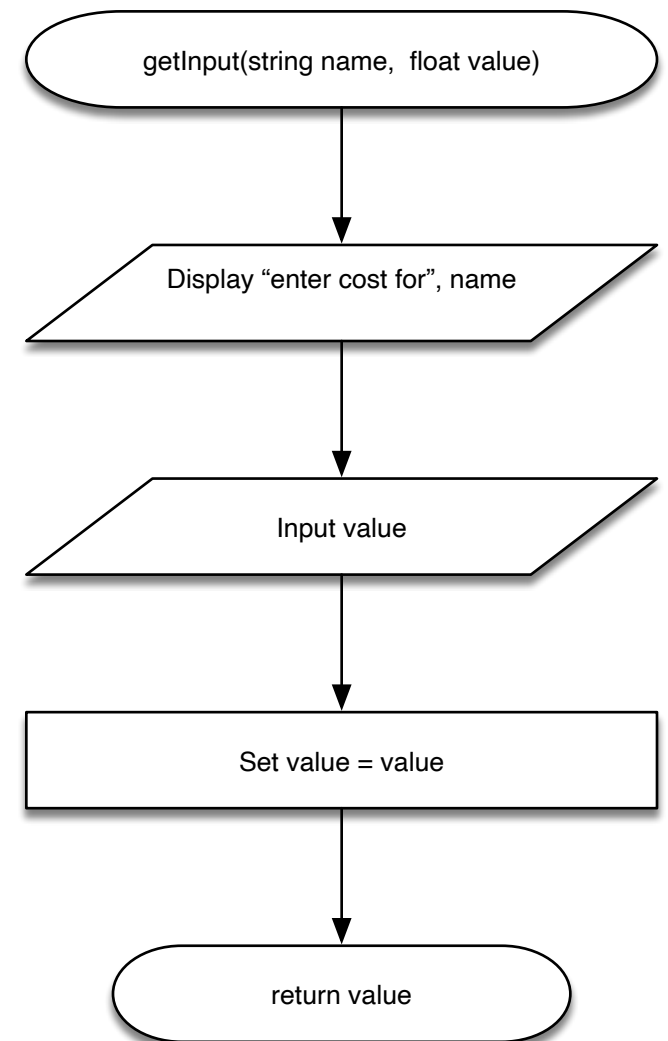 getInput(string name,  float value)
Display “enter cost for”, name
Input value
Set value = value
return value